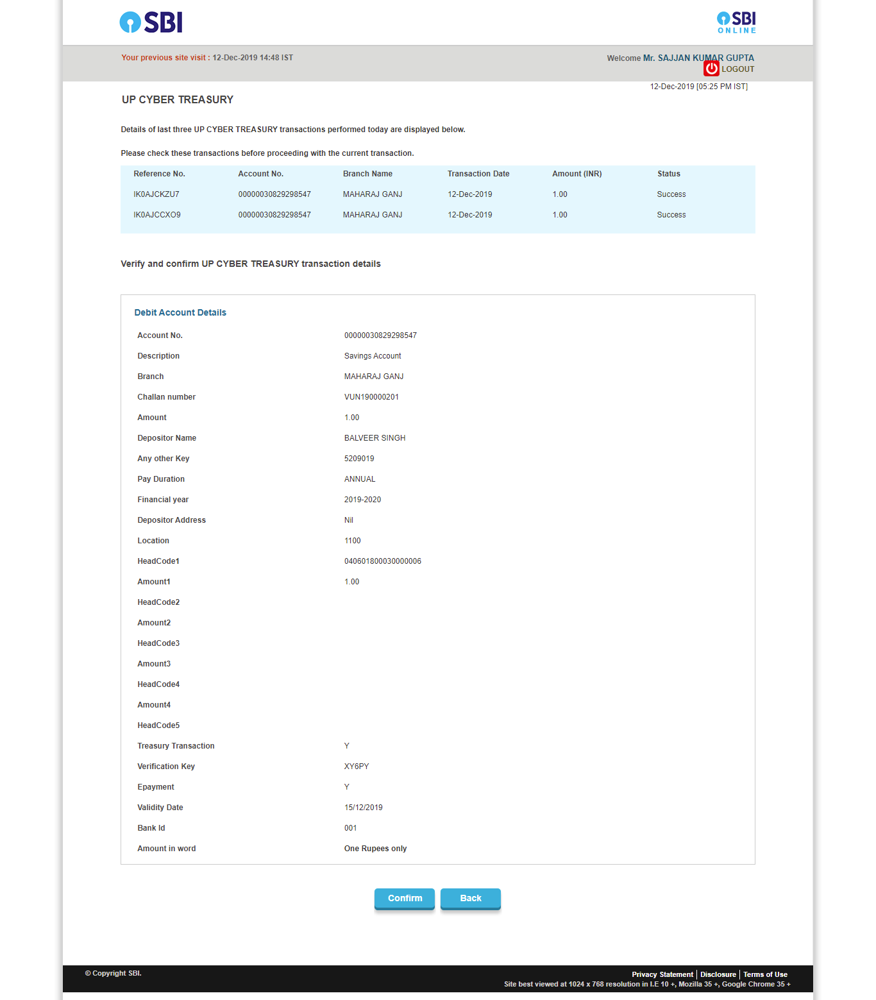 SBI
SBI
ONLINE
Your previous site visit : 12-Dec-2019 14:48 IST
Welcome Mr. SAJJAN KUMAR GUPTA
LOGOUT
12-Dec-2019 [05:25 PM IST]
UP CYBER TREASURY
Details of last three UP CYBER TREASURY transactions performed today are displayed below.
Please check these transactions before proceeding with the current transaction.
Reference No. Account No. Branch Name Transaction Date Amount (INR) Status
IK0AJCKZU7 00000030829298547 MAHARAJ GANJ 12-Dec-2019 1.00 Success
IK0AJCCXO9 00000030829298547 MAHARAJ GANJ 12-Dec-2019 1.00 Success
Verify and confirm UP CYBER TREASURY transaction details
Debit Account Details
Account No. 00000030829298547
Description Savings Account
Branch MAHARAJ GANJ
Challan number VUN190000201
Amount 1.00
Depositor Name BALVEER SINGH
Any other Key 5209019
Pay Duration ANNUAL
Financial year 2019-2020
Depositor Address Nil
Location 1100
HeadCode1 040601800030000006
Amount1 1.00
HeadCode2
Amount2
HeadCode3
Amount3
HeadCode4
Amount4
HeadCode5
Treasury Transaction Y
Verification Key XY6PY
Epayment Y
Validity Date 15/12/2019
Bank Id 001
Amount in word One Rupees only
Confirm Back
© Copyright SBI.
Privacy Statement | Disclosure | Terms of Use
Site best viewed at 1024 x 768 resolution in I.E 10 +, Mozilla 35 +, Google Chrome 35 +